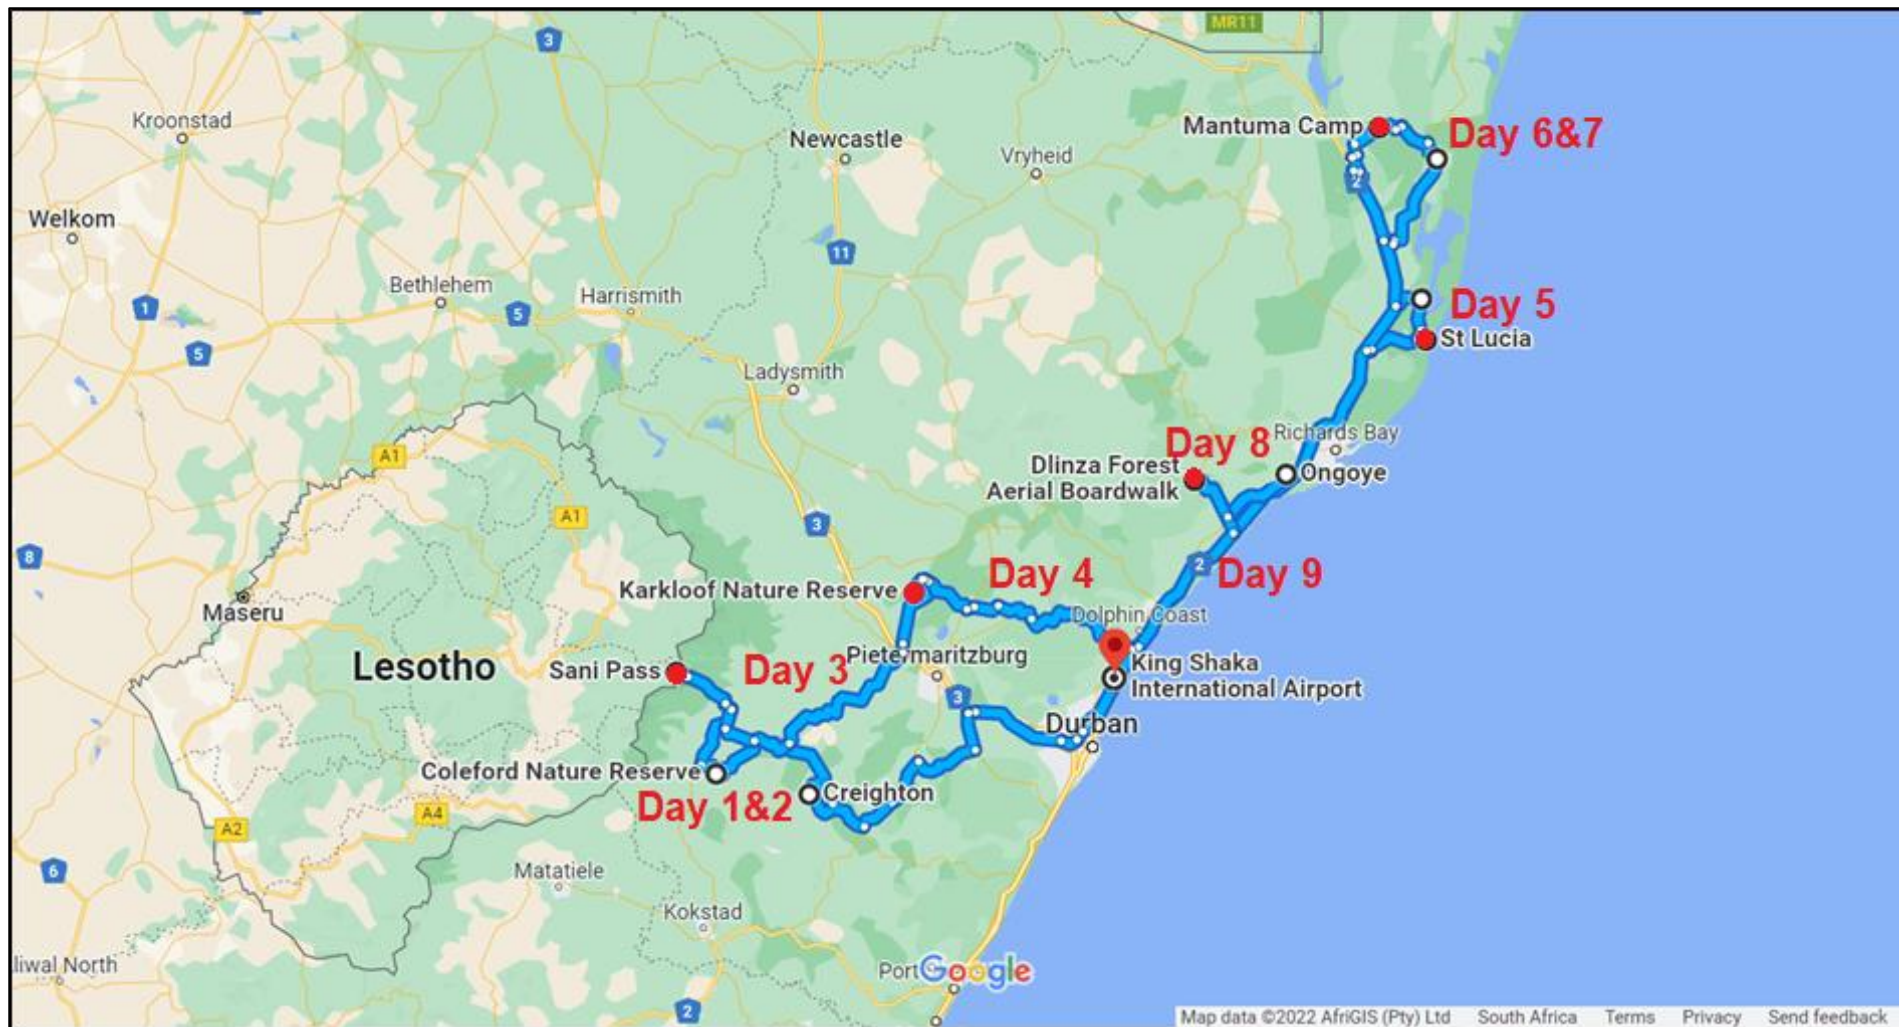 MR11
3
Kroonstad
Newcastle
Vryheid
Mantuma Camp
Day 6&7
2
Welkom
11
Bethlehem
Harrismith
1
5
5
Day 5
St Lucia
Ladysmith
A1
Day 8
Richards Bay
Dlinza Forest
Aerial Boardwalk
Ongoye
A1
3
8
2
Day 9
Day 4
Karkloof Nature Reserve
Maseru
Dolphin Coast
Lesotho
Sani Pass
Day 3
Pietermaritzburg
King Shaka
International Airport
3
Durban
Coleford Nature Reserve
Day 1&2
Creighton
A4
A2
6
Matatiele
Kokstad
liwal North
Port
Google
2
Map data ©2022 AfriGIS (Pty) Ltd South Africa Terms Privacy Send feedback